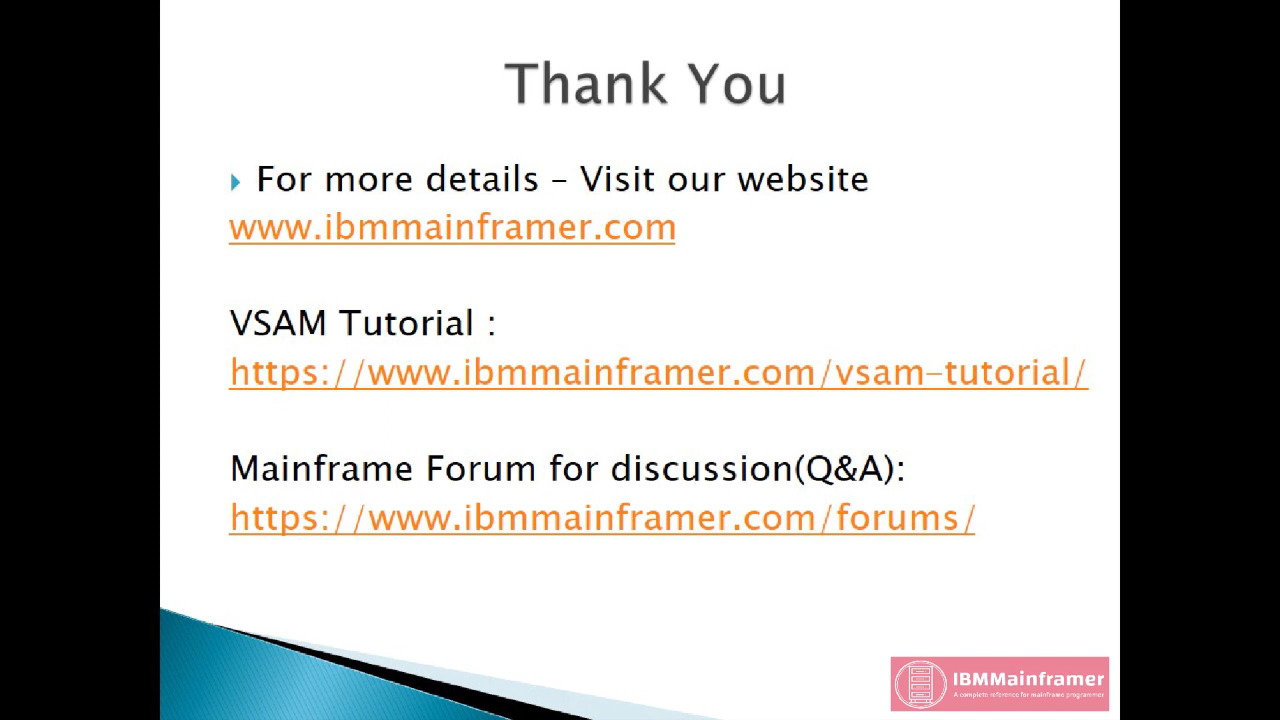 Thank You
For more details – Visit our website
www.ibmmainframer.com
VSAM Tutorial :
https://www.ibmmainframer.com/vsam-tutorial/
Mainframe Forum for discussion(Q&A):
https://www.ibmmainframer.com/forums/
IBMMainframer
A complete reference for mainframe programmer